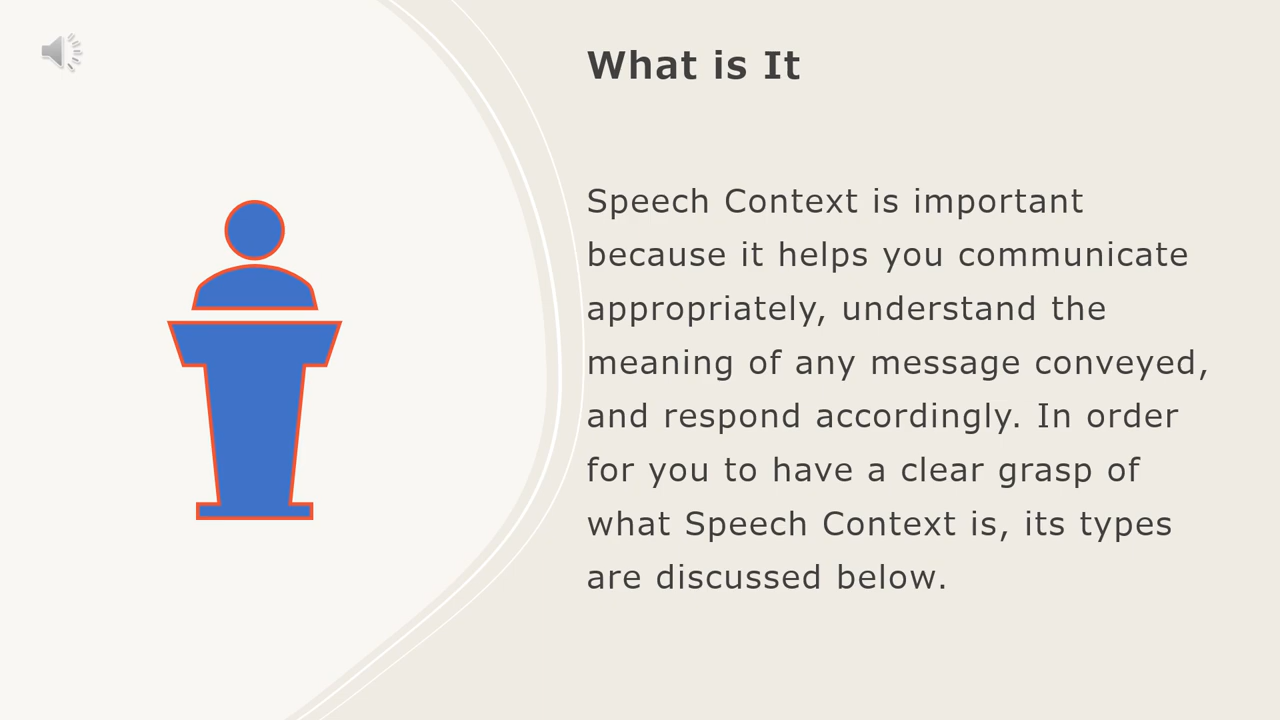 What is It
Speech Context is important
because it helps you communicate
appropriately, understand the
meaning of any message conveyed,
and respond accordingly. In order
for you to have a clear grasp of
what Speech Context is, its types
are discussed below.